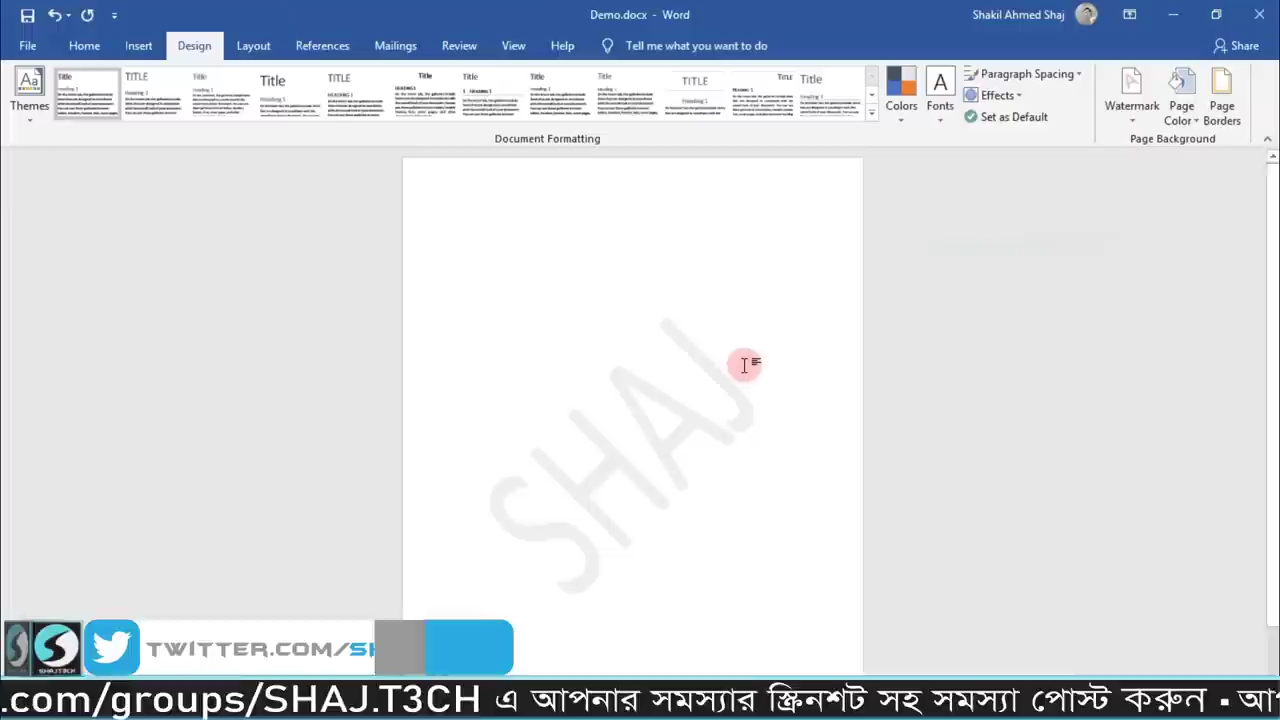 Demo.docx - Word
Shakil Ahmed Shaj
File Home Insert Design Layout References Mailings Review View Help Tell me what you want to do Share
Themes
Title
TITLE
Title
Title
TITLE
Title
Title
Title
Title
TITLE
Title
Title
Colors
Fonts
Paragraph Spacing
Effects
Set as Default
Watermark
Page Color
Page Borders
Document Formatting
Page Background
SHAJ
SHAJT3CH
TWITTER.COM/SH
.com/groups/SHAJ.T3CH এ আপনার সমস্যার স্ক্রিনশট সহ সমস্যা পোস্ট করুন • আ